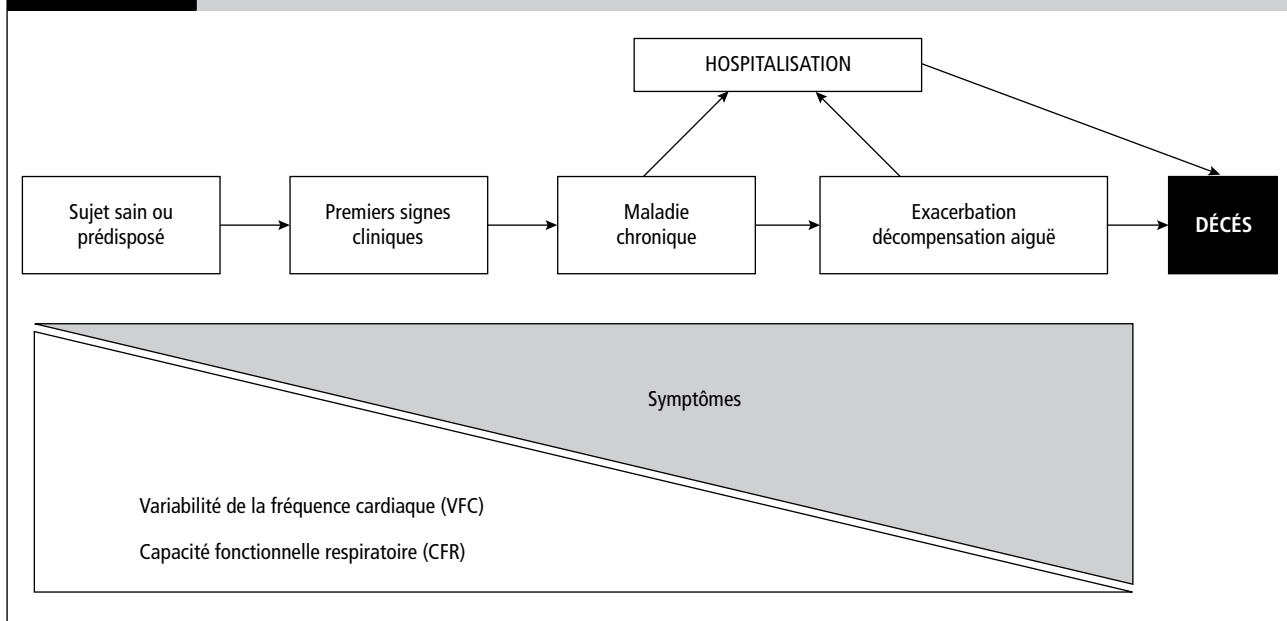 HOSPITALISATION
Sujet sain ou
prédisposé
Premiers signes
cliniques
Maladie
chronique
Exacerbation
décompensation aiguë
DÉCÉS
Symptômes
Variabilité de la fréquence cardiaque (VFC)
Capacité fonctionnelle respiratoire (CFR)